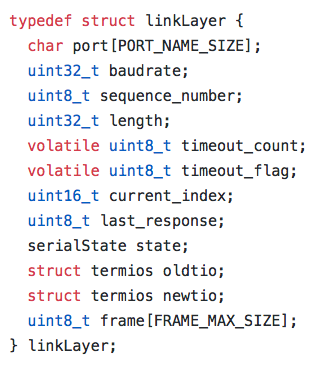 typedef struct linkLayer {
  char port[PORT_NAME_SIZE];
  uint32_t baudrate;
  uint8_t sequence_number;
  uint32_t length;
  volatile uint8_t timeout_count;
  volatile uint8_t timeout_flag;
  uint16_t current_index;
  uint8_t last_response;
  serialState state;
  struct termios oldtio;
  struct termios newtio;
  uint8_t frame[FRAME_MAX_SIZE];
} linkLayer;